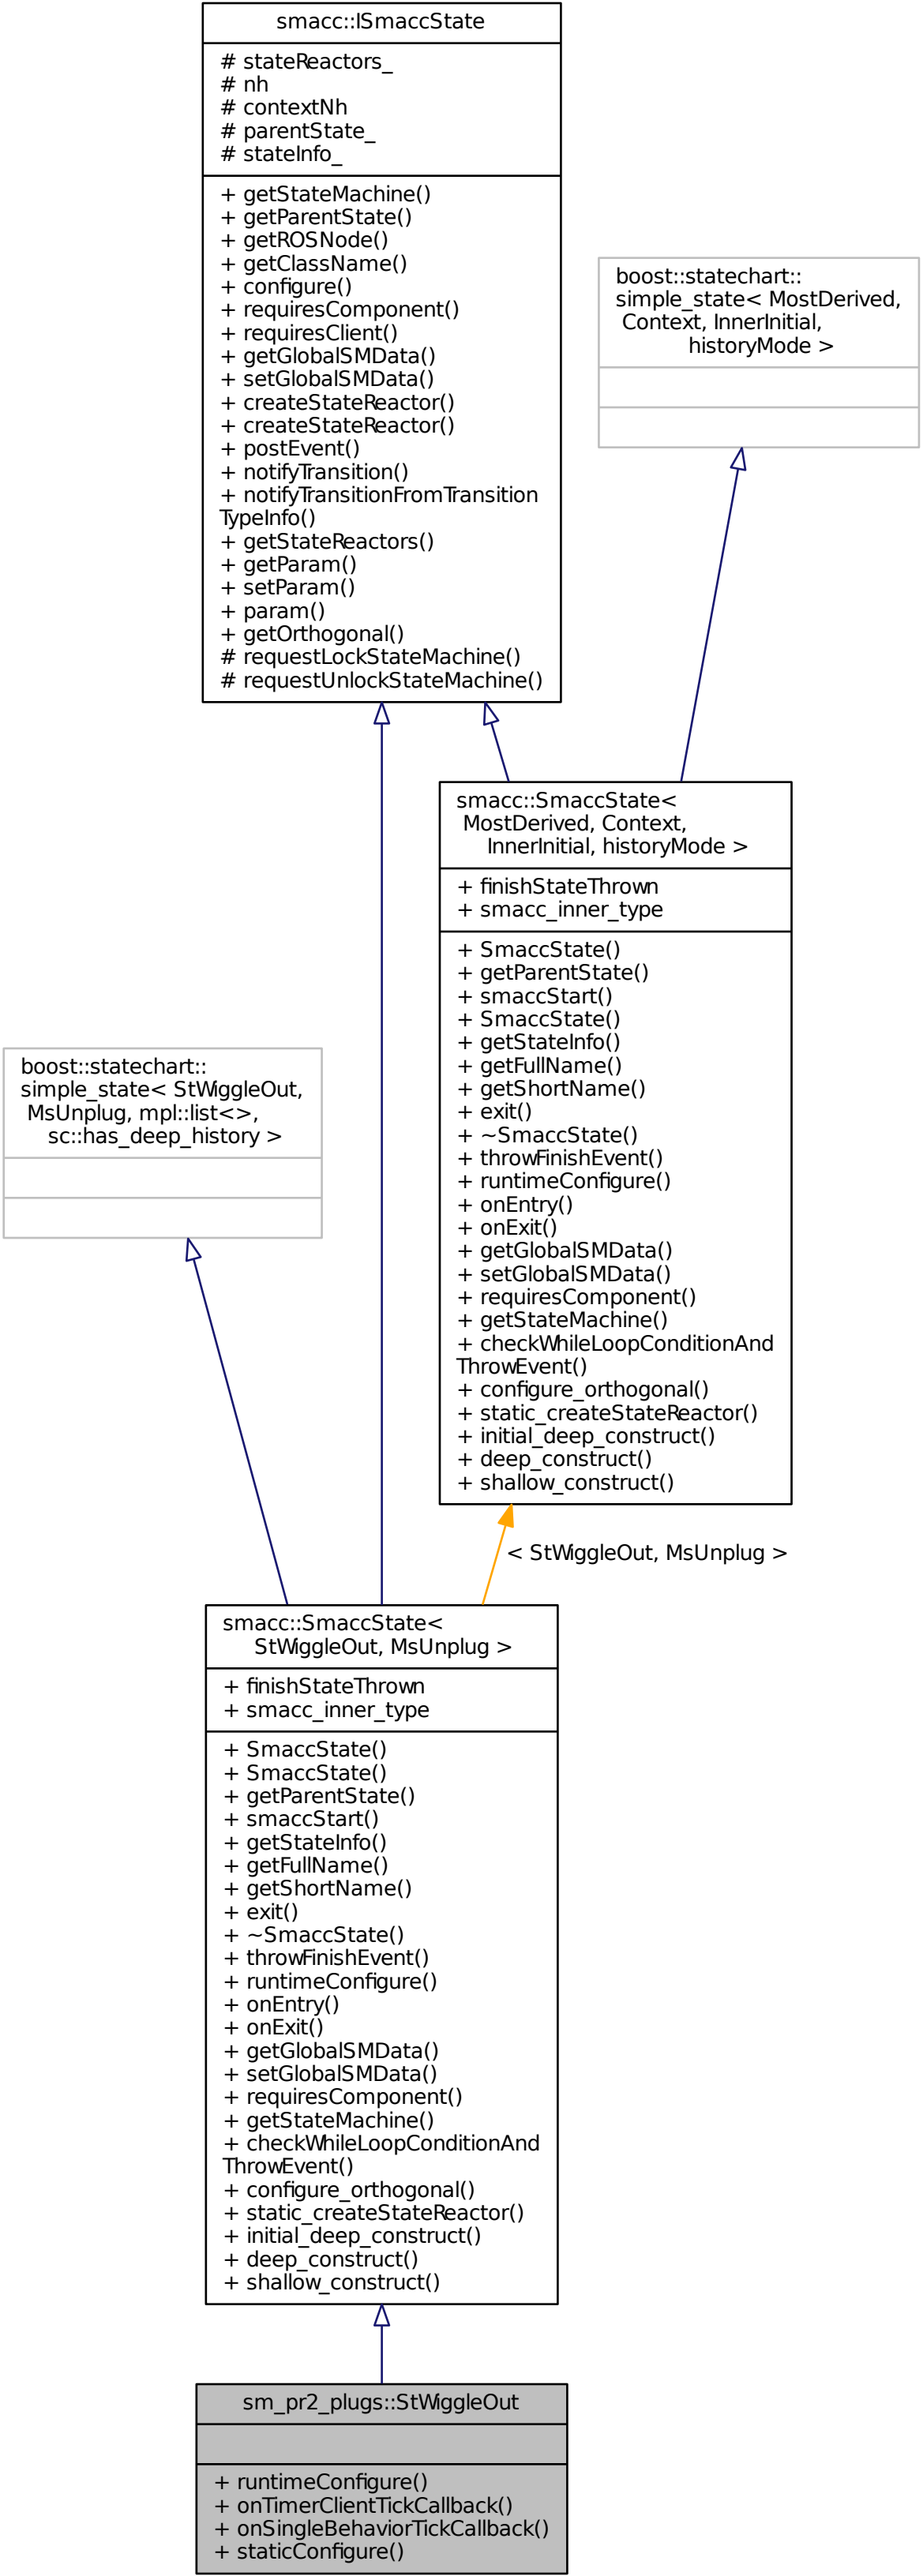 smacc::ISmaccState
# stateReactors_
# nh
# contextNh
# parentState_
# stateInfo_
+ getStateMachine()
+ getParentState()
+ getROSNode()
+ getClassName()
+ configure()
+ requiresComponent()
+ requiresClient()
+ getGlobalSMData()
+ setGlobalSMData()
+ createStateReactor()
+ createStateReactor()
+ postEvent()
+ notifyTransition()
+ notifyTransitionFromTransition
TypeInfo()
+ getStateReactors()
+ getParam()
+ setParam()
+ param()
+ getOrthogonal()
# requestLockStateMachine()
# requestUnlockStateMachine()
boost::statechart::
simple_state< MostDerived,
Context, InnerInitial,
historyMode >
smacc::SmaccState<
MostDerived, Context,
InnerInitial, historyMode >
+ finishStateThrown
+ smacc_inner_type
+ SmaccState()
+ getParentState()
+ smaccStart()
+ SmaccState()
+ getStateInfo()
+ getFullName()
+ getShortName()
+ exit()
+ ~SmaccState()
+ throwFinishEvent()
+ runtimeConfigure()
+ onEntry()
+ onExit()
+ getGlobalSMData()
+ setGlobalSMData()
+ requiresComponent()
+ getStateMachine()
+ checkWhileLoopConditionAnd
ThrowEvent()
+ configure_orthogonal()
+ static_createStateReactor()
+ initial_deep_construct()
+ deep_construct()
+ shallow_construct()
boost::statechart::
simple_state< StWiggleOut,
MsUnplug, mpl::list<>,
sc::has_deep_history >
< StWiggleOut, MsUnplug >
smacc::SmaccState<
StWiggleOut, MsUnplug >
+ finishStateThrown
+ smacc_inner_type
+ SmaccState()
+ SmaccState()
+ getParentState()
+ smaccStart()
+ getStateInfo()
+ getFullName()
+ getShortName()
+ exit()
+ ~SmaccState()
+ throwFinishEvent()
+ runtimeConfigure()
+ onEntry()
+ onExit()
+ getGlobalSMData()
+ setGlobalSMData()
+ requiresComponent()
+ getStateMachine()
+ checkWhileLoopConditionAnd
ThrowEvent()
+ configure_orthogonal()
+ static_createStateReactor()
+ initial_deep_construct()
+ deep_construct()
+ shallow_construct()
sm_pr2_plugs::StWiggleOut
+ runtimeConfigure()
+ onTimerClientTickCallback()
+ onSingleBehaviorTickCallback()
+ staticConfigure()